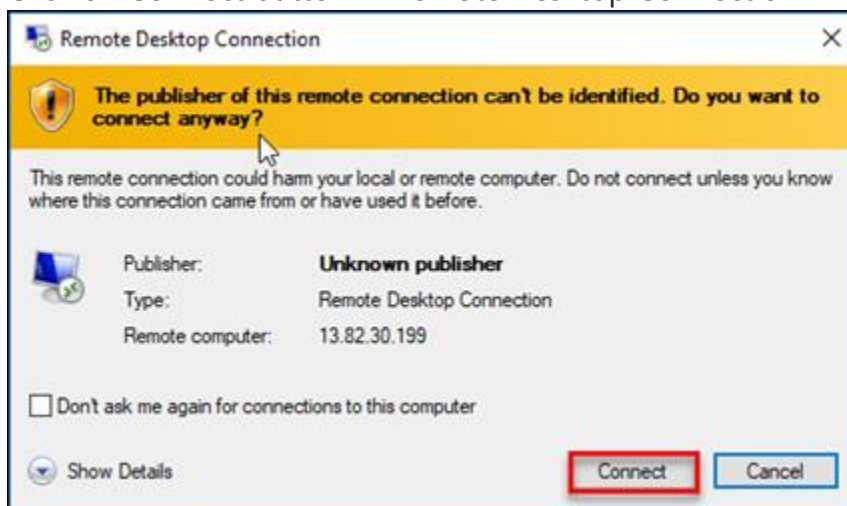 Remote Desktop Connection
The publisher of this remote connection can't be identified. Do you want to
connect anyway?
This remote connection could harm your local or remote computer. Do not connect unless you know
where this connection came from or have used it before.
Publisher: Unknown publisher
Type: Remote Desktop Connection
Remote computer: 13.82.30.199
Don't ask me again for connections to this computer
Show Details Connect Cancel